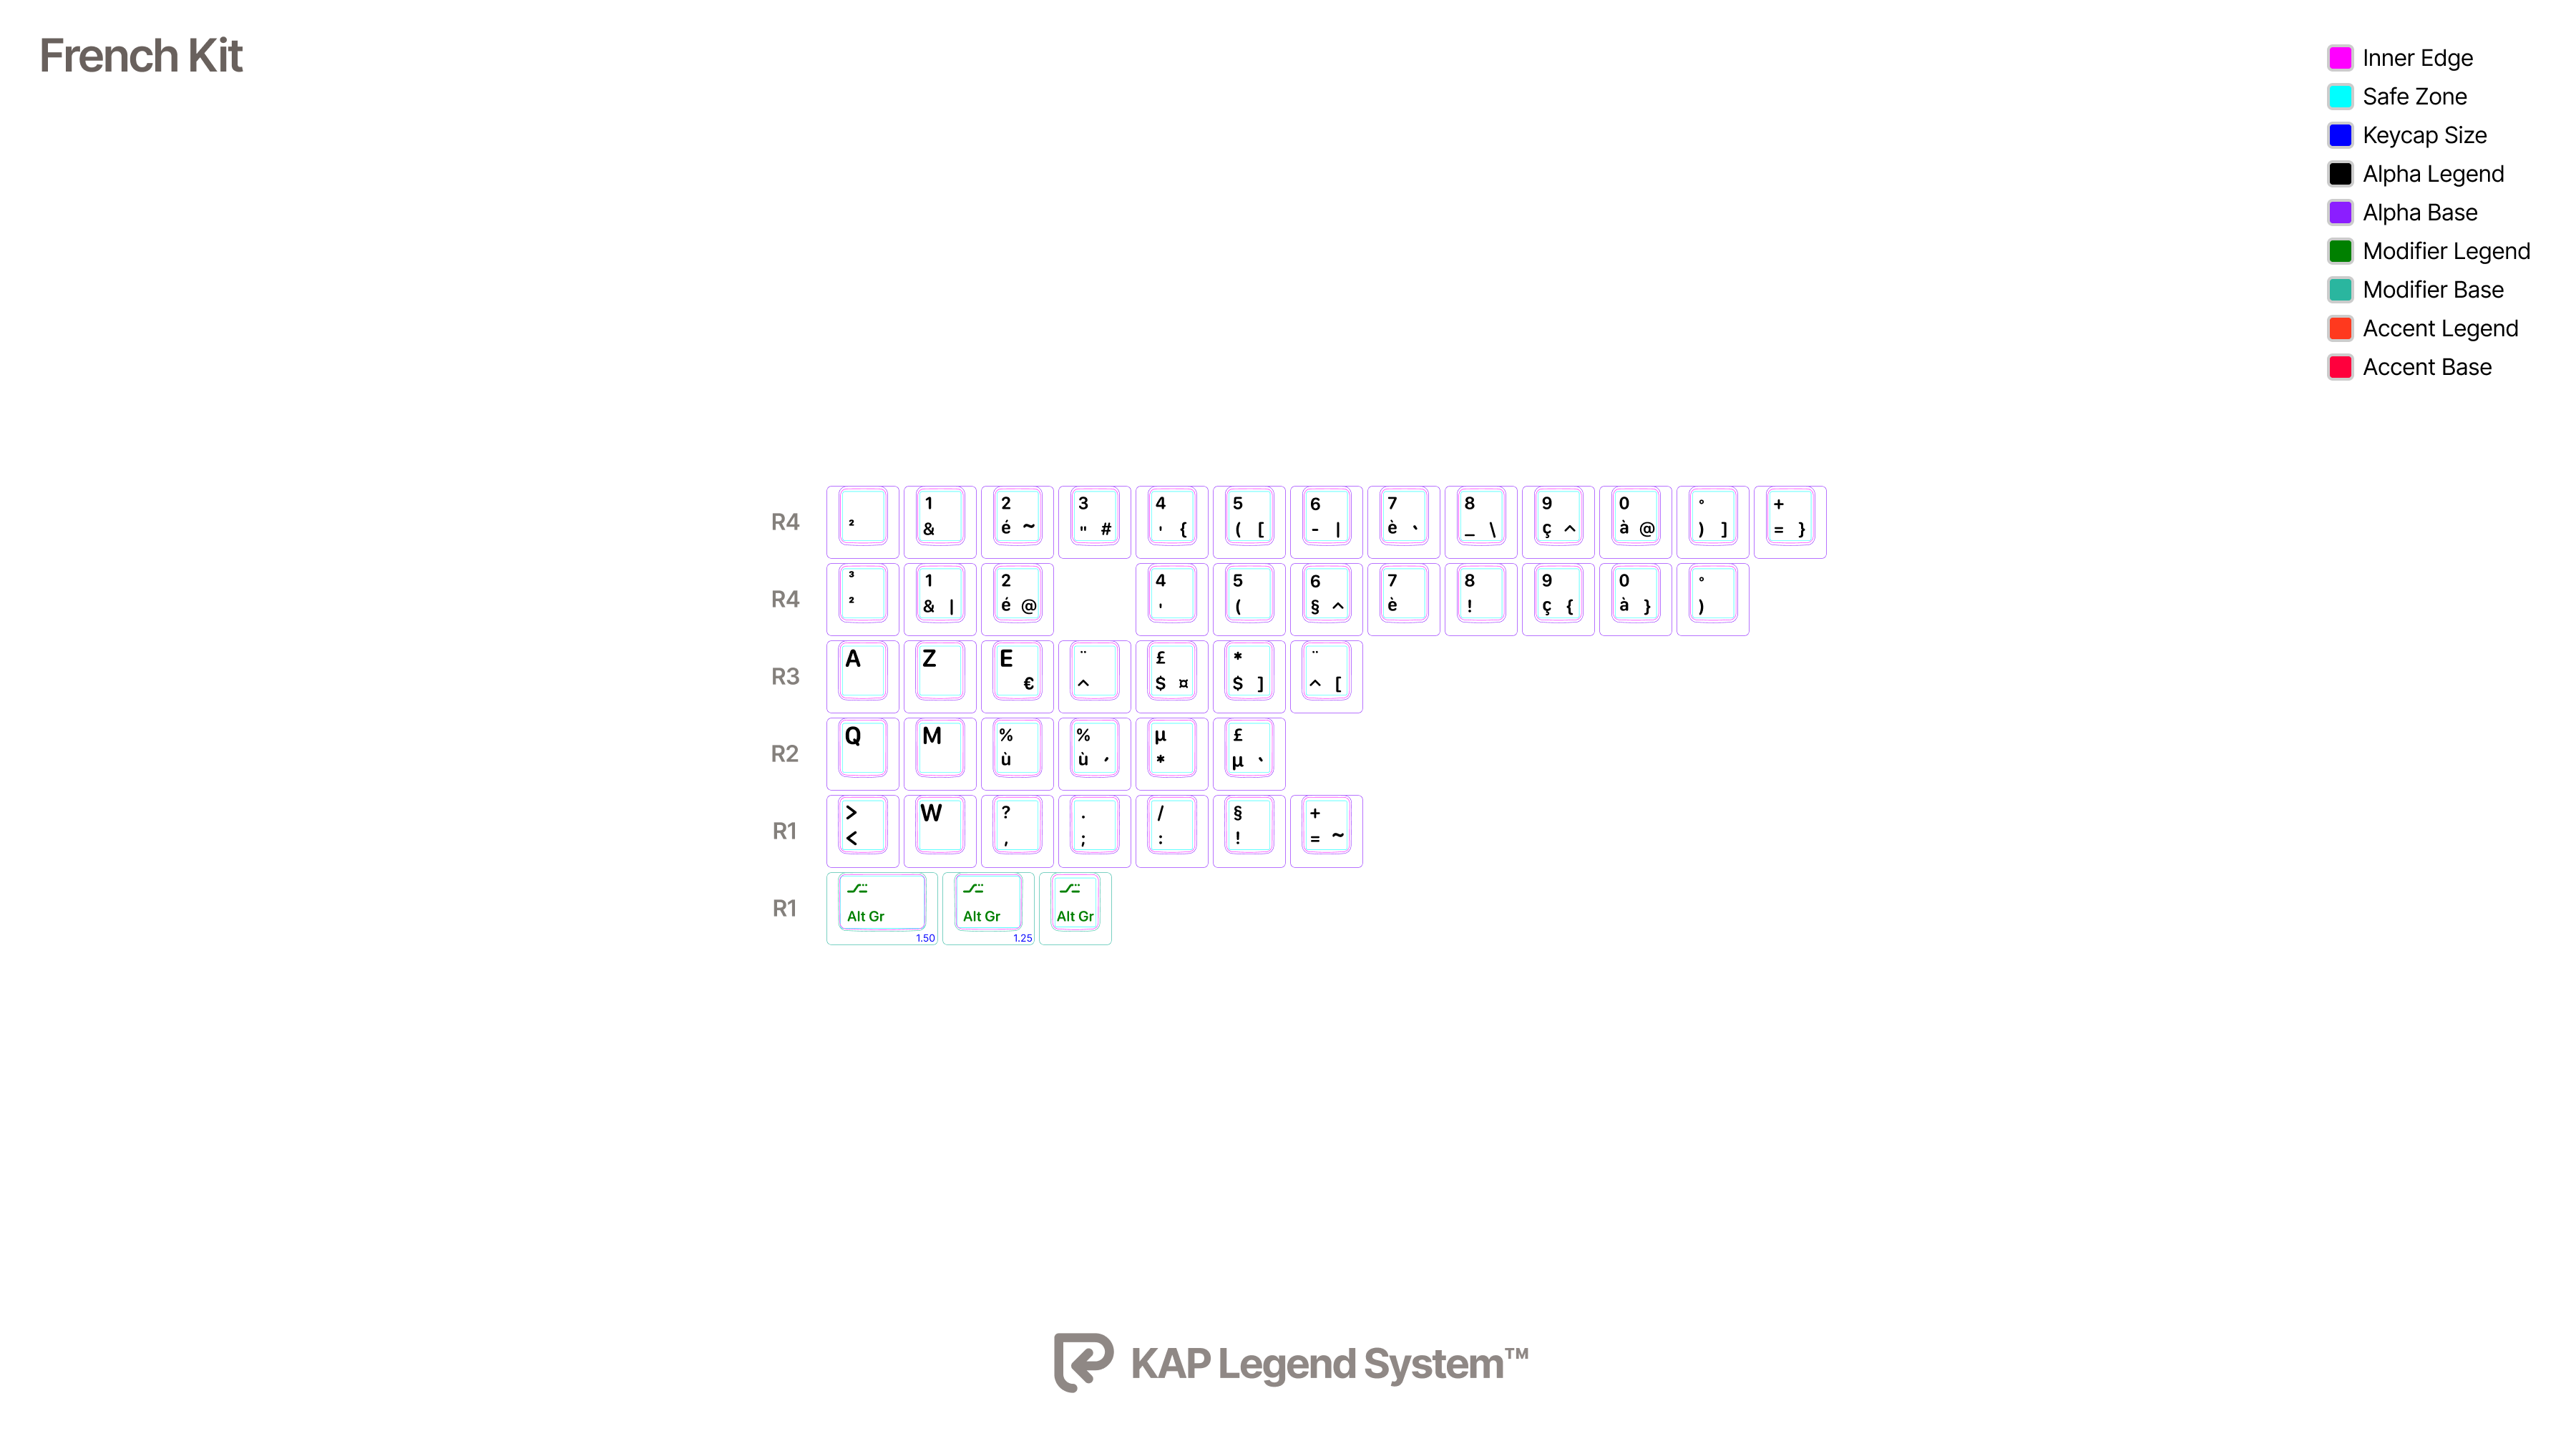 French Kit
Inner Edge
Safe Zone
Keycap Size
Alpha Legend
Alpha Base
Modifier Legend
Modifier Base
Accent Legend
Accent Base
R4
1 2 3 4 5 6 7 8 9 0 ° +
² & é ~ " # ' { ( [ - | è ` _ \ ç ^ à @ ) ] = }
R4
³ 1 2 4 5 6 7 8 9 0 °
² & | é @ ' ( § ^ è ! ç { à } )
R3
A Z E ¨ £ * ¨
€ ^ $ ¤ $ ] ^ [
R2
Q M % % µ £
ù ù ´ * µ `
R1
> W ? . / § +
< , ; : ! = ~
R1
Alt Gr Alt Gr Alt Gr
1.50 1.25
KAP Legend System™